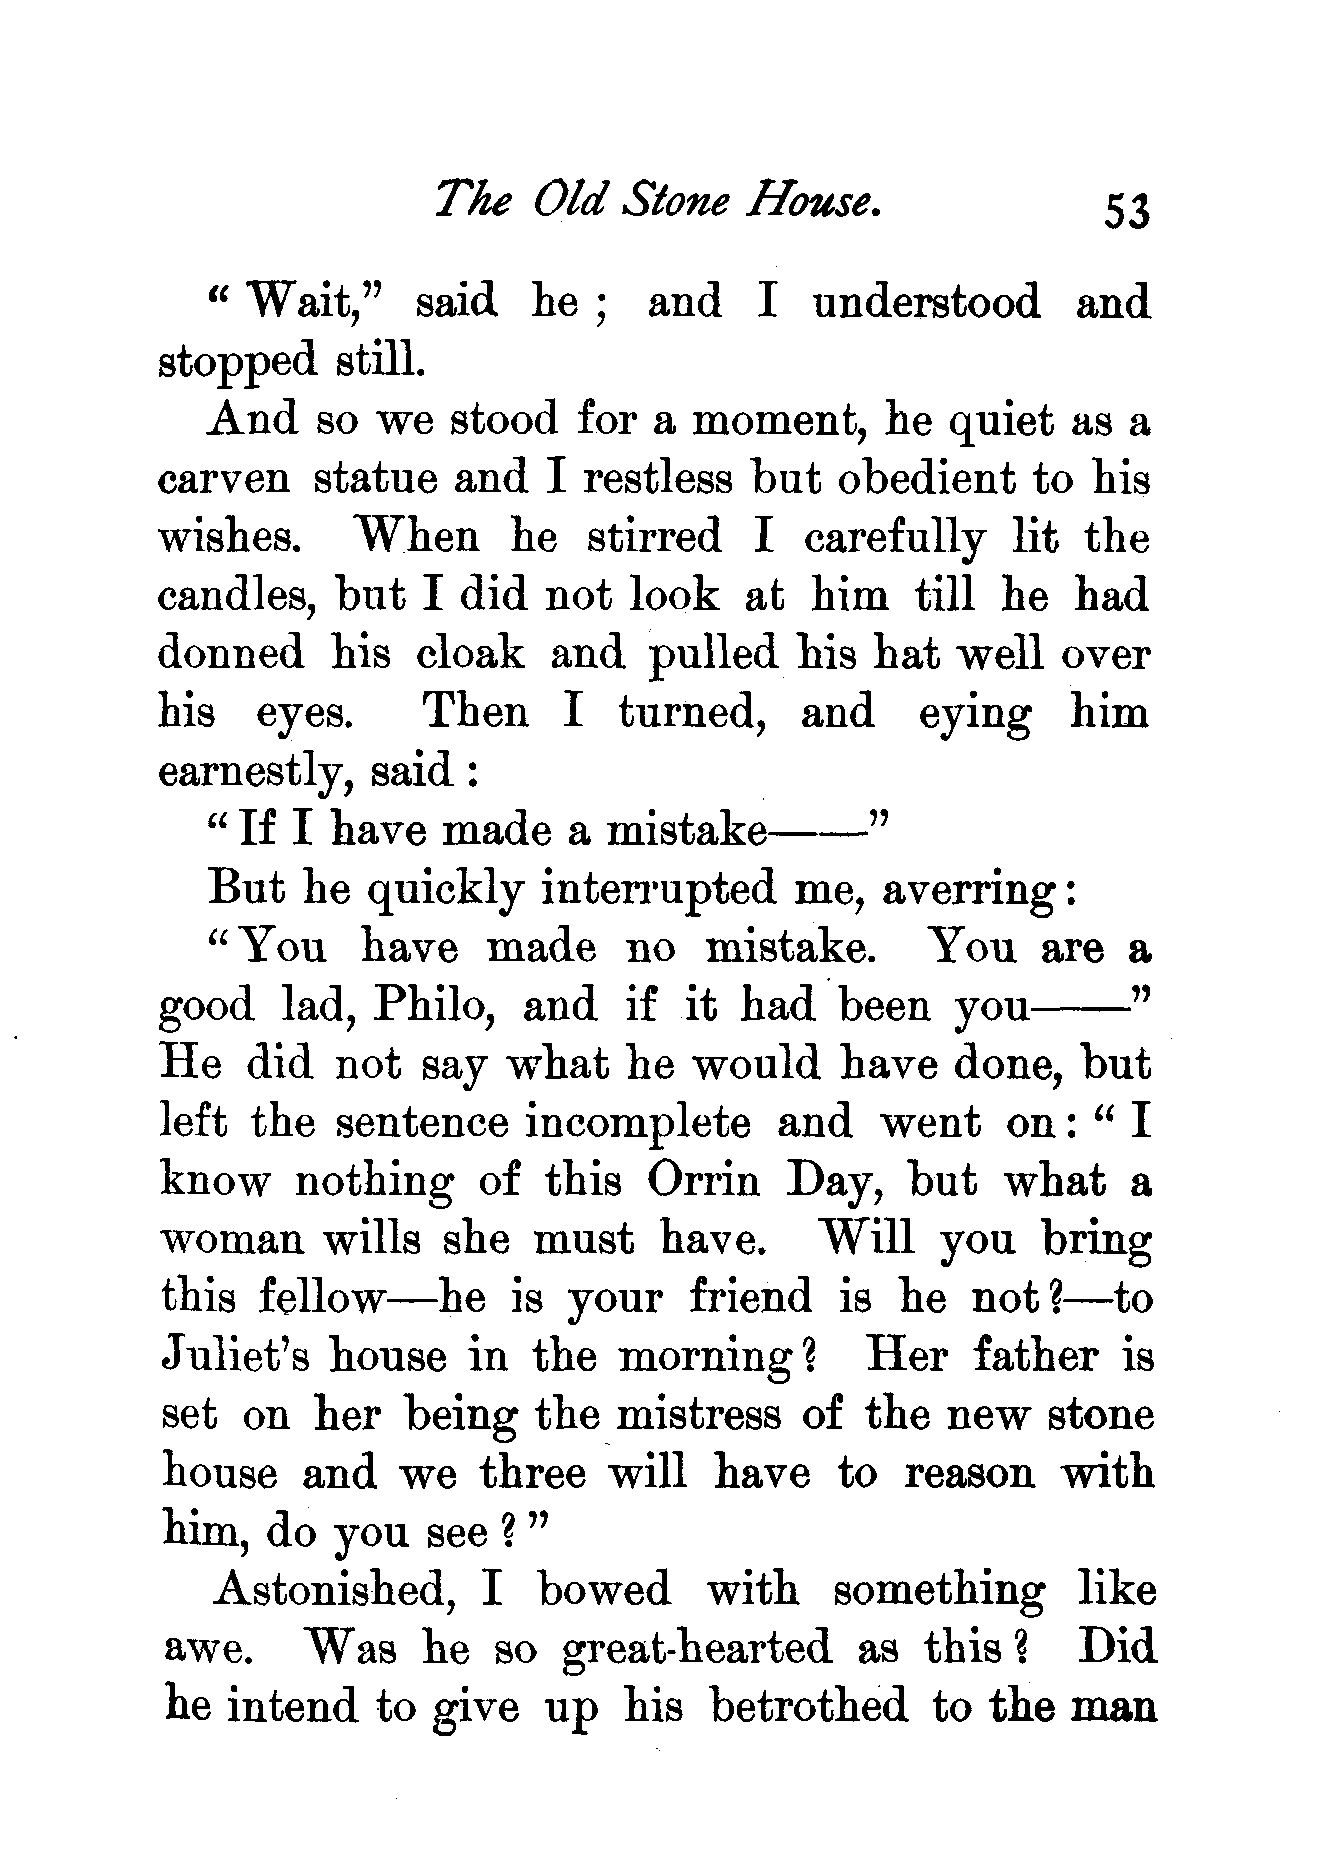 The Old Stone House. 53
“ Wait,” said he ; and I understood and
stopped still.
And so we stood for a moment, he quiet as a
carven statue and I restless but obedient to his
wishes. When he stirred I carefully lit the
candles, but I did not look at him till he had
donned his cloak and pulled his hat well over
his eyes. Then I turned, and eying him
earnestly, said :
“ If I have made a mistake——”
But he quickly interrupted me, averring :
“ You have made no mistake. You are a
good lad, Philo, and if it had been you——”
He did not say what he would have done, but
left the sentence incomplete and went on : “ I
know nothing of this Orrin Day, but what a
woman wills she must have. Will you bring
this fellow—he is your friend is he not ?—to
Juliet’s house in the morning ? Her father is
set on her being the mistress of the new stone
house and we three will have to reason with
him, do you see ? ”
Astonished, I bowed with something like
awe. Was he so great-hearted as this ? Did
he intend to give up his betrothed to the man